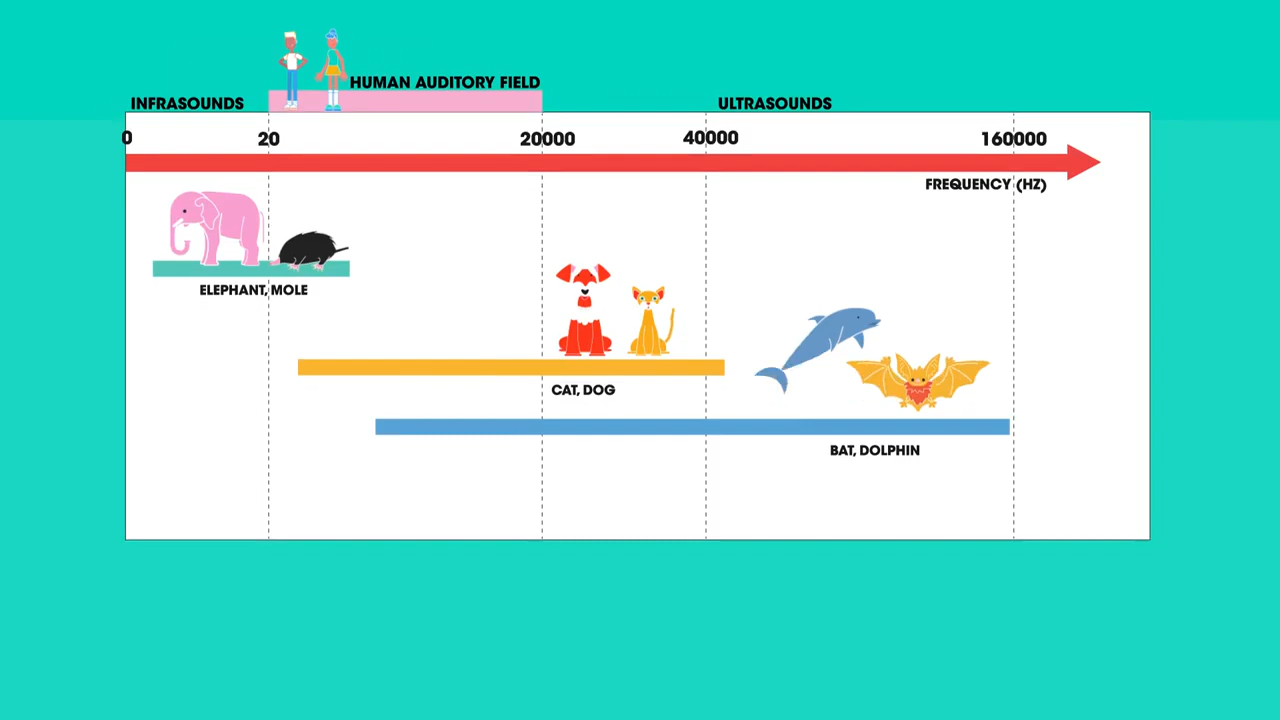 HUMAN AUDITORY FIELD
INFRASOUNDS
ULTRASOUNDS
0 20 20000 40000 160000
FREQUENCY (HZ)
ELEPHANT, MOLE
CAT, DOG
BAT, DOLPHIN